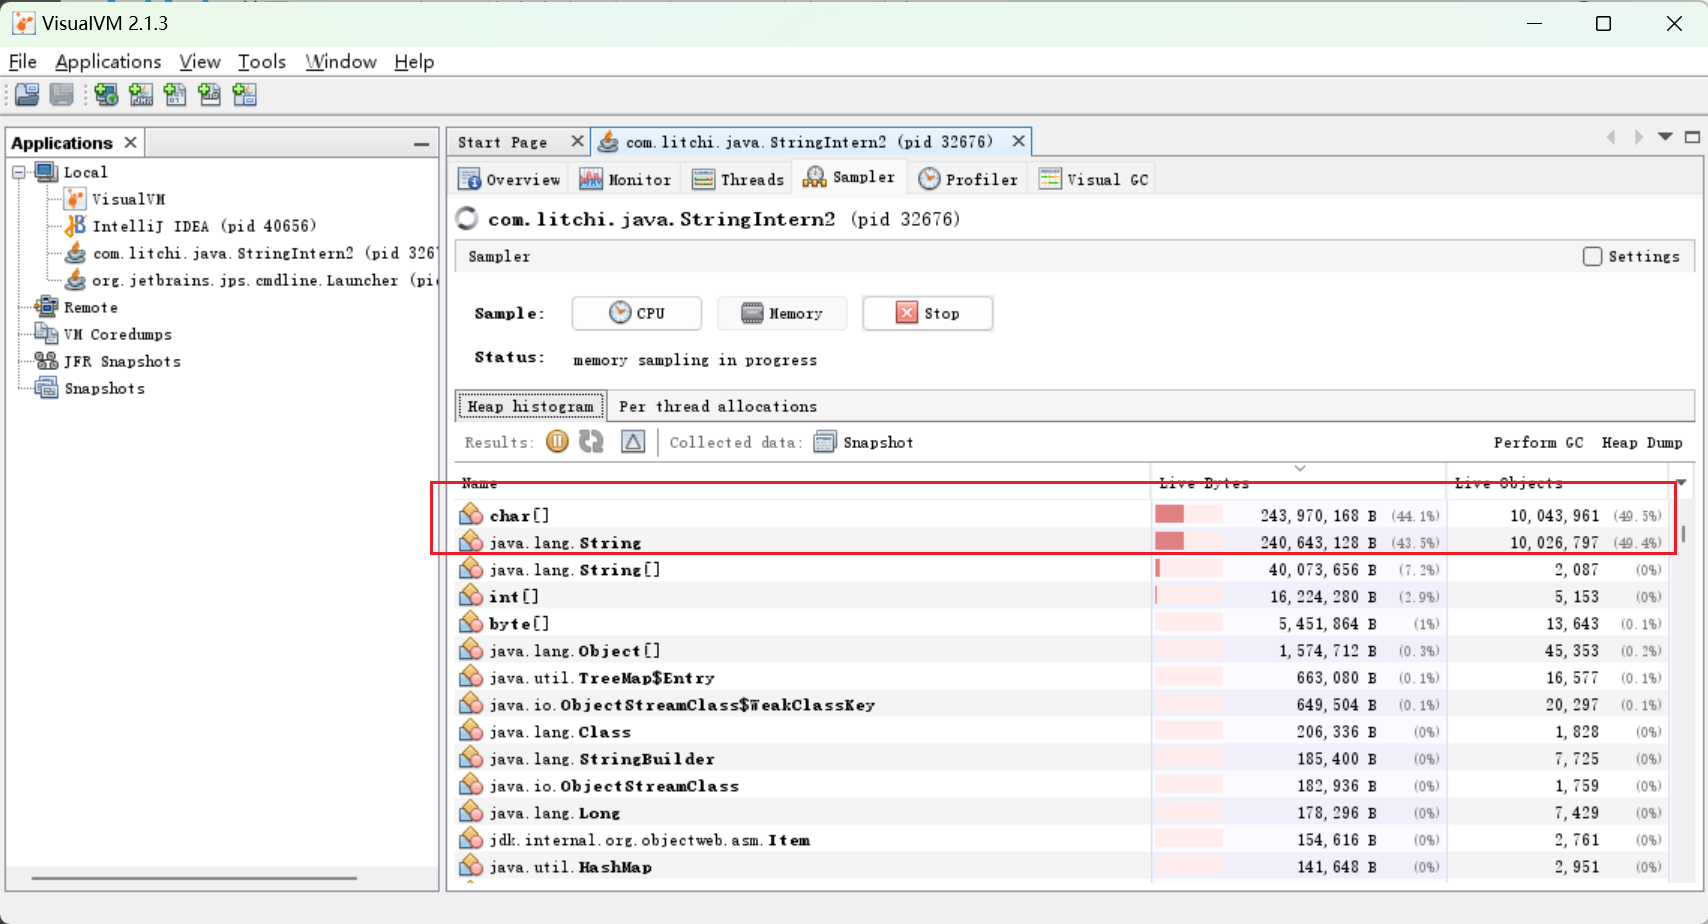 VisualVM 2.1.3
File Applications View Tools Window Help
Applications
Local
VisualVM
IntelliJ IDEA (pid 40656)
com.litchi.java.StringIntern2 (pid 326
org.jetbrains.jps.cmdline.Launcher (pi
Remote
VM Coredumps
JFR Snapshots
Snapshots
Start Page com.litchi.java.StringIntern2 (pid 32676)
Overview Monitor Threads Sampler Profiler Visual GC
com.litchi.java.StringIntern2 (pid 32676)
Sampler Settings
Sample: CPU Memory Stop
Status: memory sampling in progress
Heap histogram Per thread allocations
Results: Collected data: Snapshot Perform GC Heap Dump
Name Live Bytes Live Objects
char[] 243,970,168 B (44.1%) 10,043,961 (49.5%)
java.lang.String 240,643,128 B (43.5%) 10,026,797 (49.4%)
java.lang.String[] 40,073,656 B (7.2%) 2,087 (0%)
int[] 16,224,280 B (2.9%) 5,153 (0%)
byte[] 5,451,864 B (1%) 13,643 (0.1%)
java.lang.Object[] 1,574,712 B (0.3%) 45,353 (0.2%)
java.util.TreeMap$Entry 663,080 B (0.1%) 16,577 (0.1%)
java.io.ObjectStreamClass$WeakClassKey 649,504 B (0.1%) 20,297 (0.1%)
java.lang.Class 206,336 B (0%) 1,828 (0%)
java.lang.StringBuilder 185,400 B (0%) 7,725 (0%)
java.io.ObjectStreamClass 182,936 B (0%) 1,759 (0%)
java.lang.Long 178,296 B (0%) 7,429 (0%)
jdk.internal.org.objectweb.asm.Item 154,616 B (0%) 2,761 (0%)
java.util.HashMap 141,648 B (0%) 2,951 (0%)